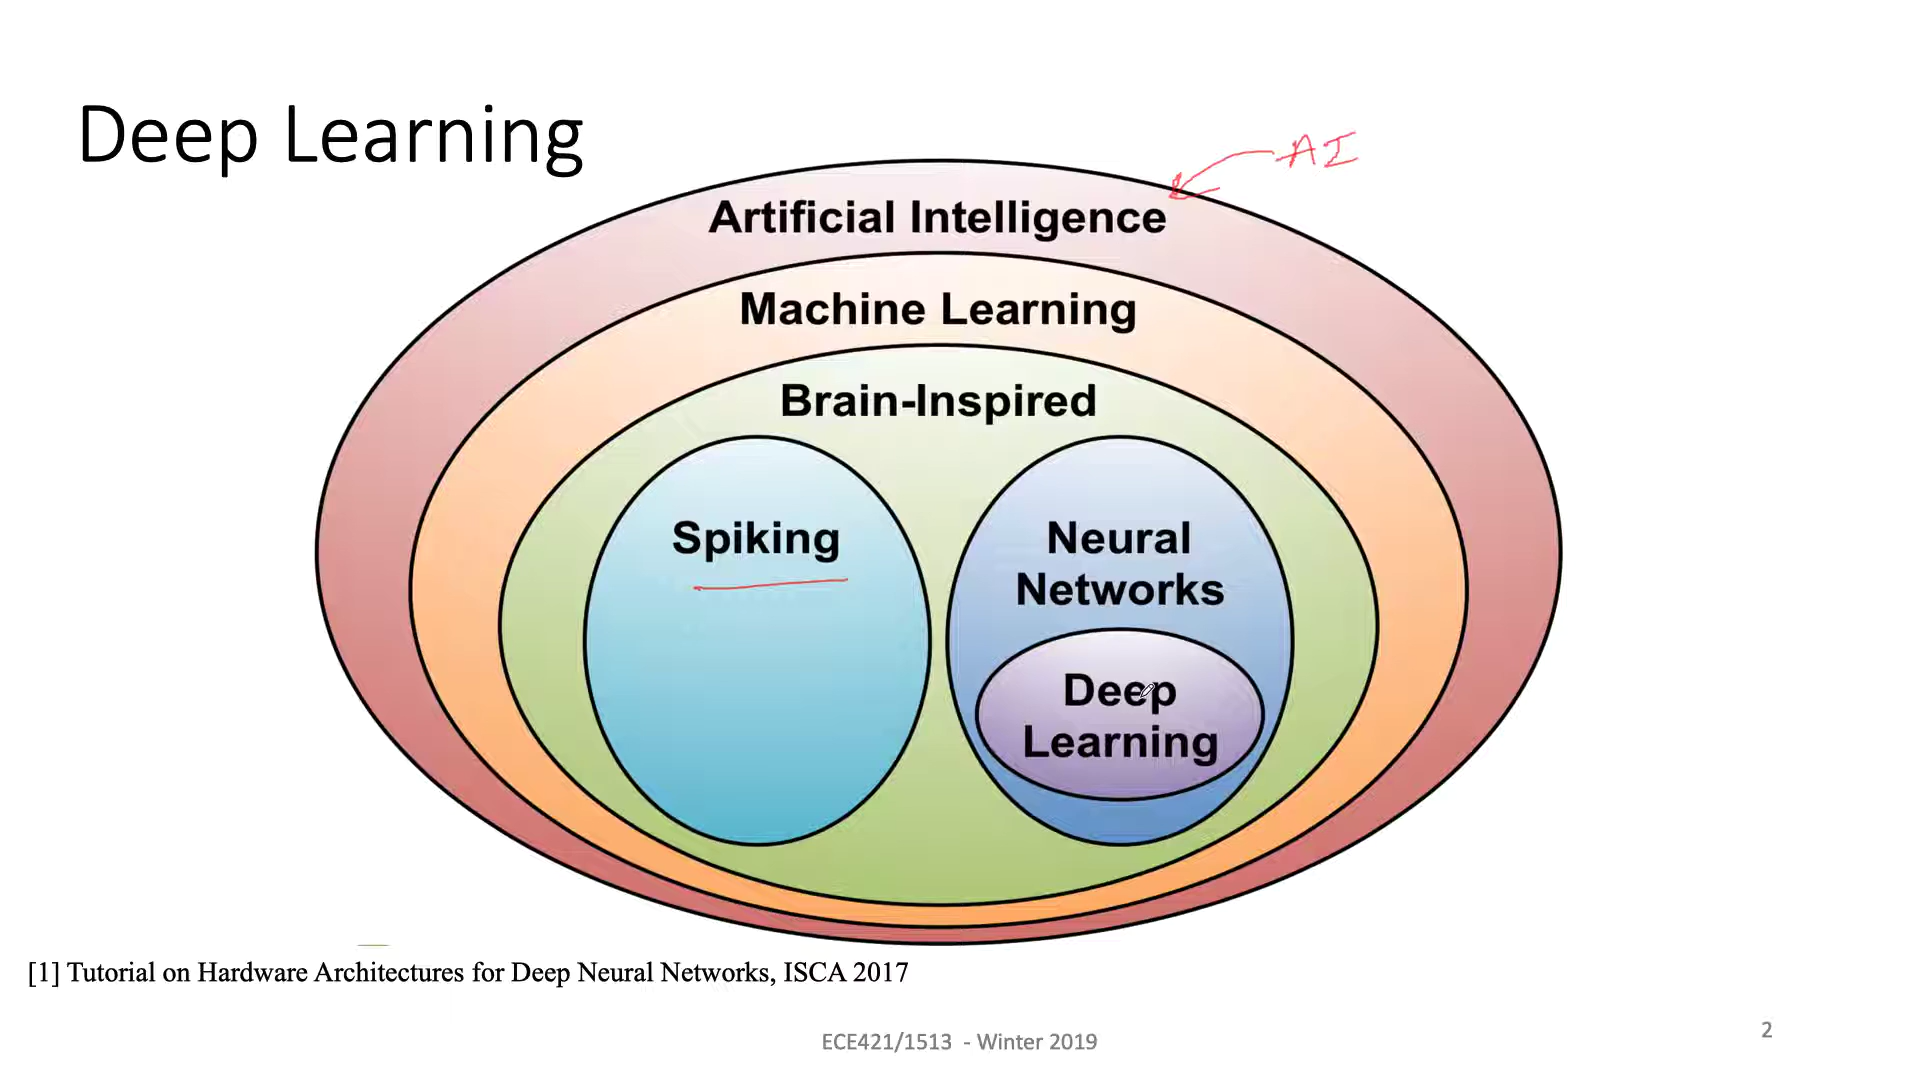 Deep Learning
AI
Artificial Intelligence
Machine Learning
Brain-Inspired
Spiking
Neural
Networks
Deep
Learning
[1] Tutorial on Hardware Architectures for Deep Neural Networks, ISCA 2017
ECE421/1513 - Winter 2019
2